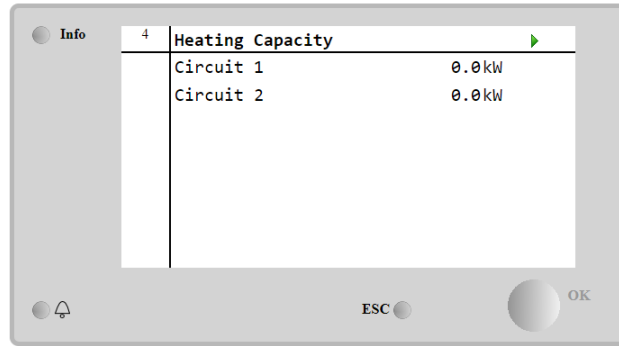 Info
4 Heating Capacity
Circuit 1 0.0kW
Circuit 2 0.0kW
ESC
OK